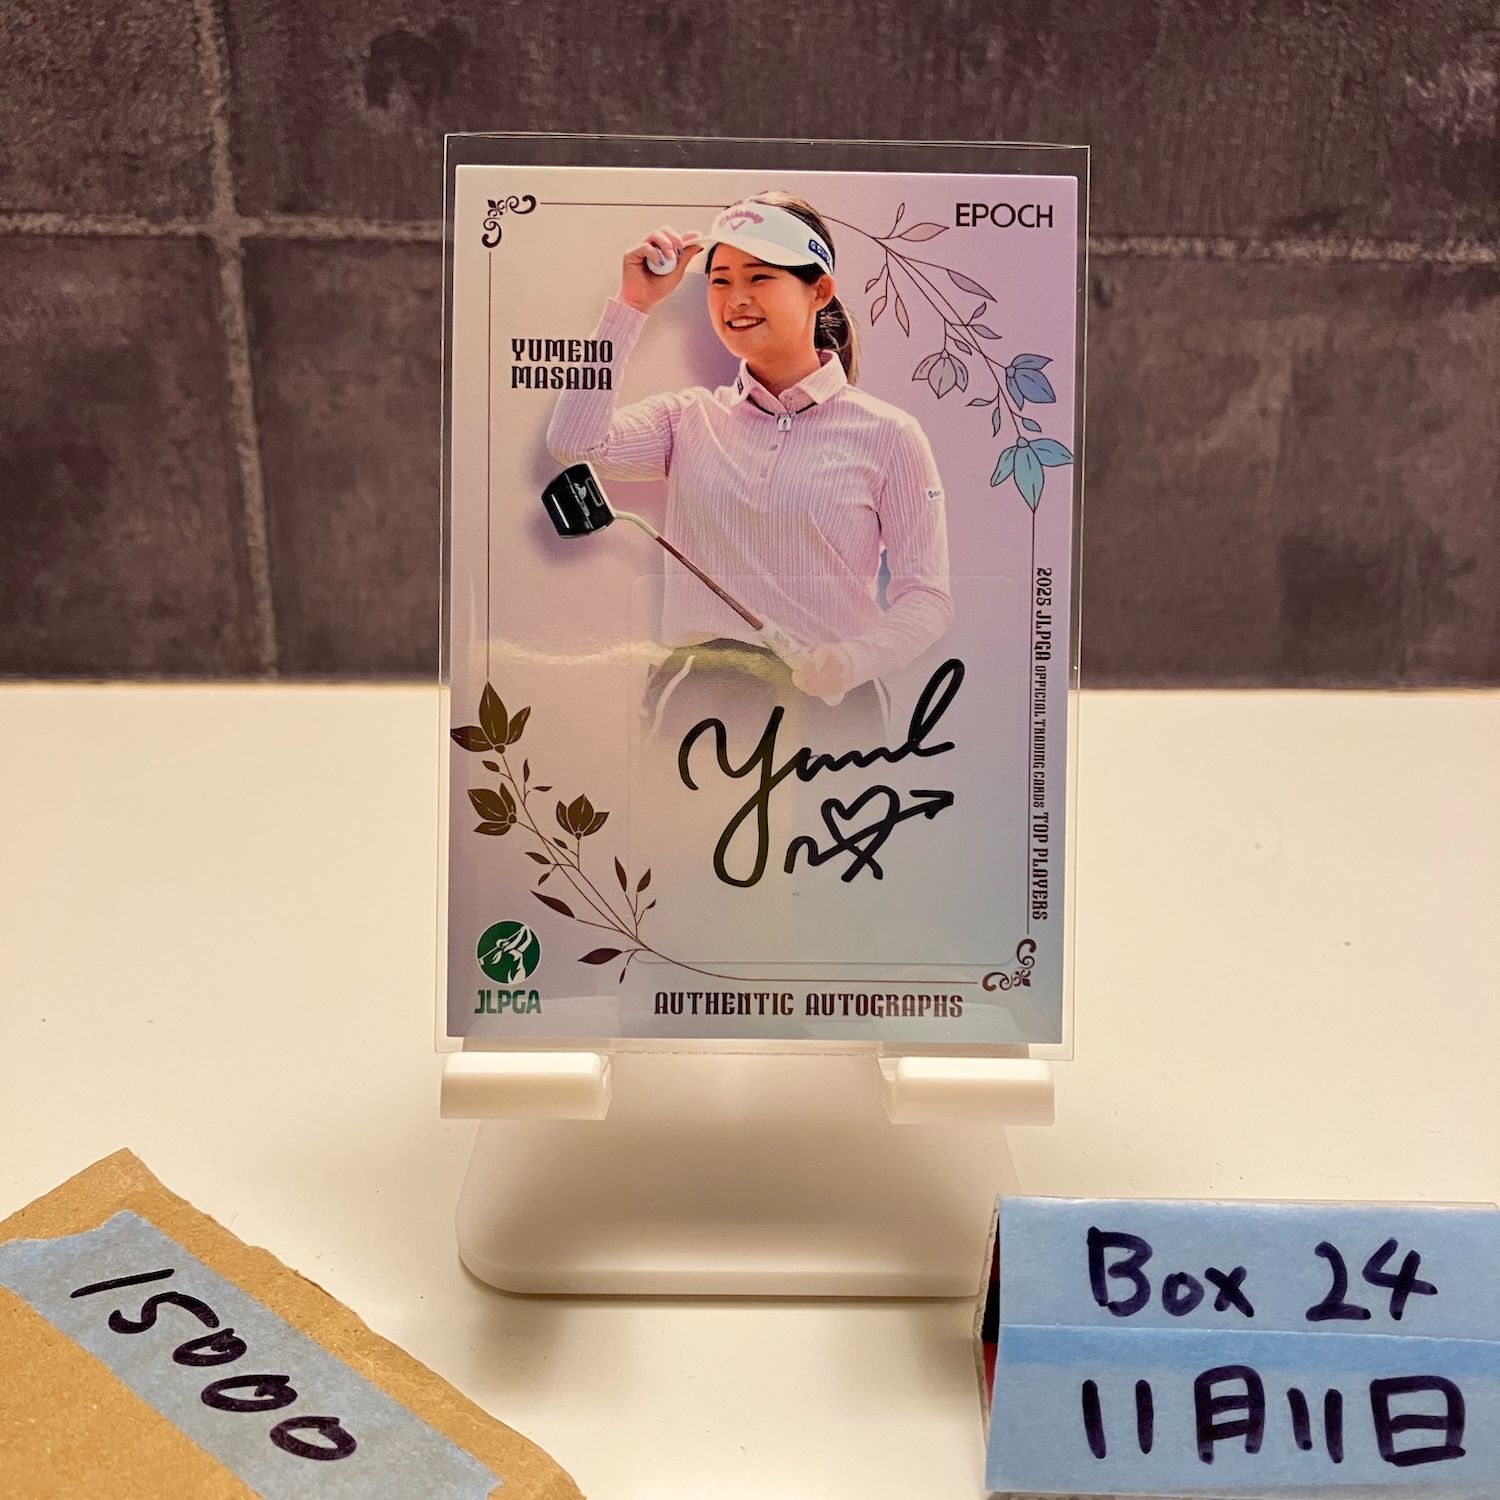 EPOCH
Callaway
YUMENO
MASADA
2025 JLPGA OFFICIAL TRADING CARDS TOP PLAYERS
JLPGA
AUTHENTIC AUTOGRAPHS
15000
Box 24
11月11日